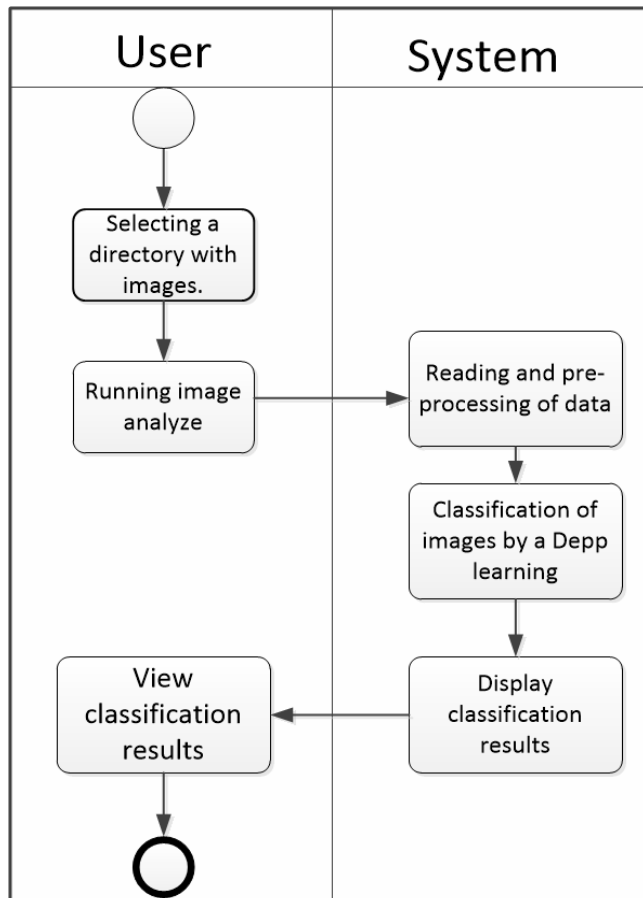 User
System
Selecting a
directory with
images.
Running image
analyze
Reading and pre-
processing of data
Classification of
images by a Depp
learning
Display
classification
results
View
classification
results